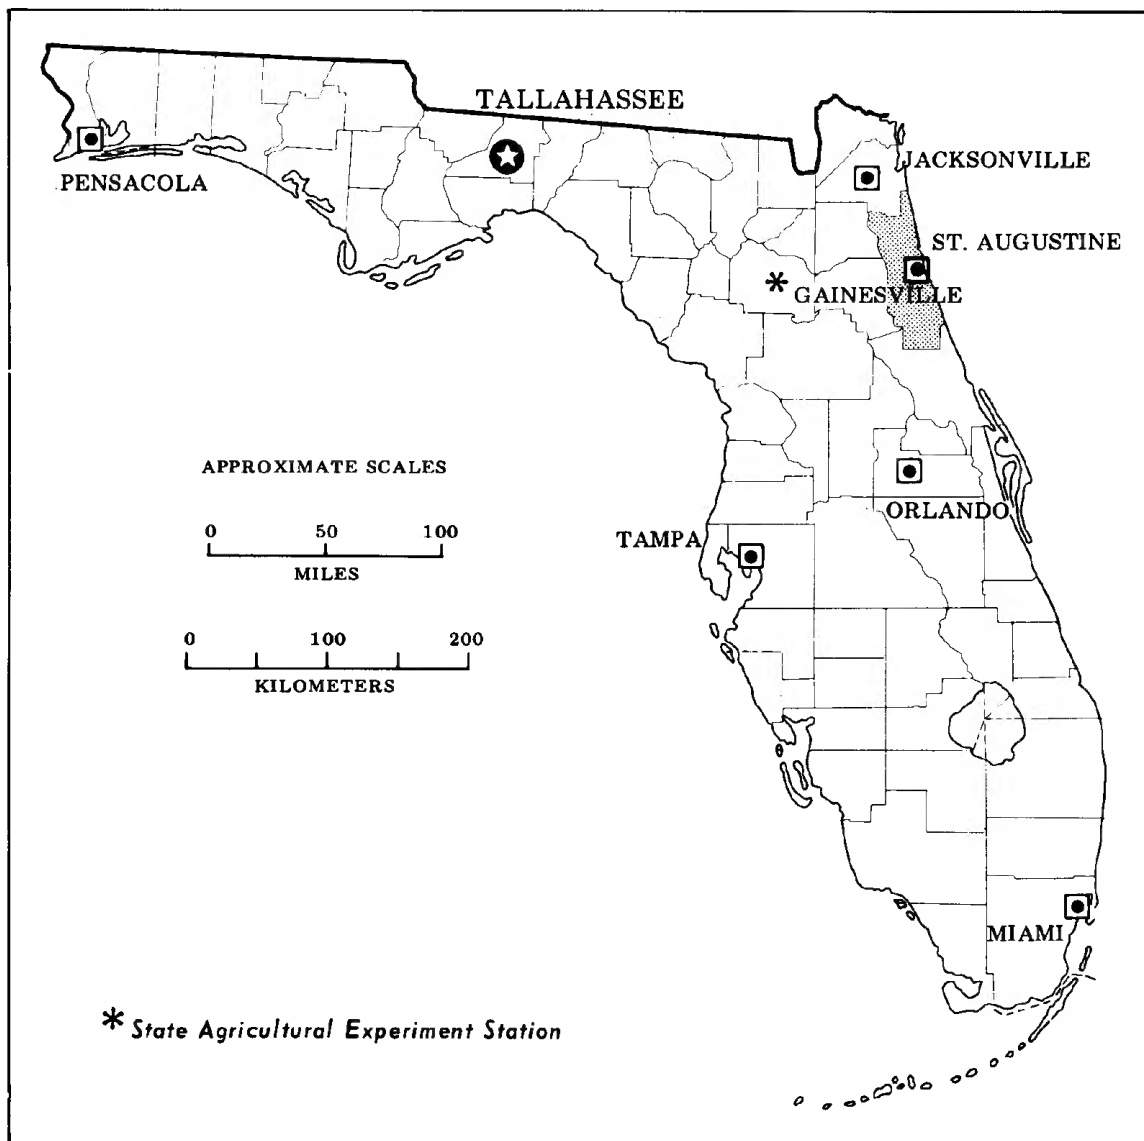 TALLAHASSEE
JACKSONVILLE
PENSACOLA
ST. AUGUSTINE
GAINESVILLE
APPROXIMATE SCALES
0 50 100
MILES
ORLANDO
TAMPA
0 100 200
KILOMETERS
MIAMI
* State Agricultural Experiment Station